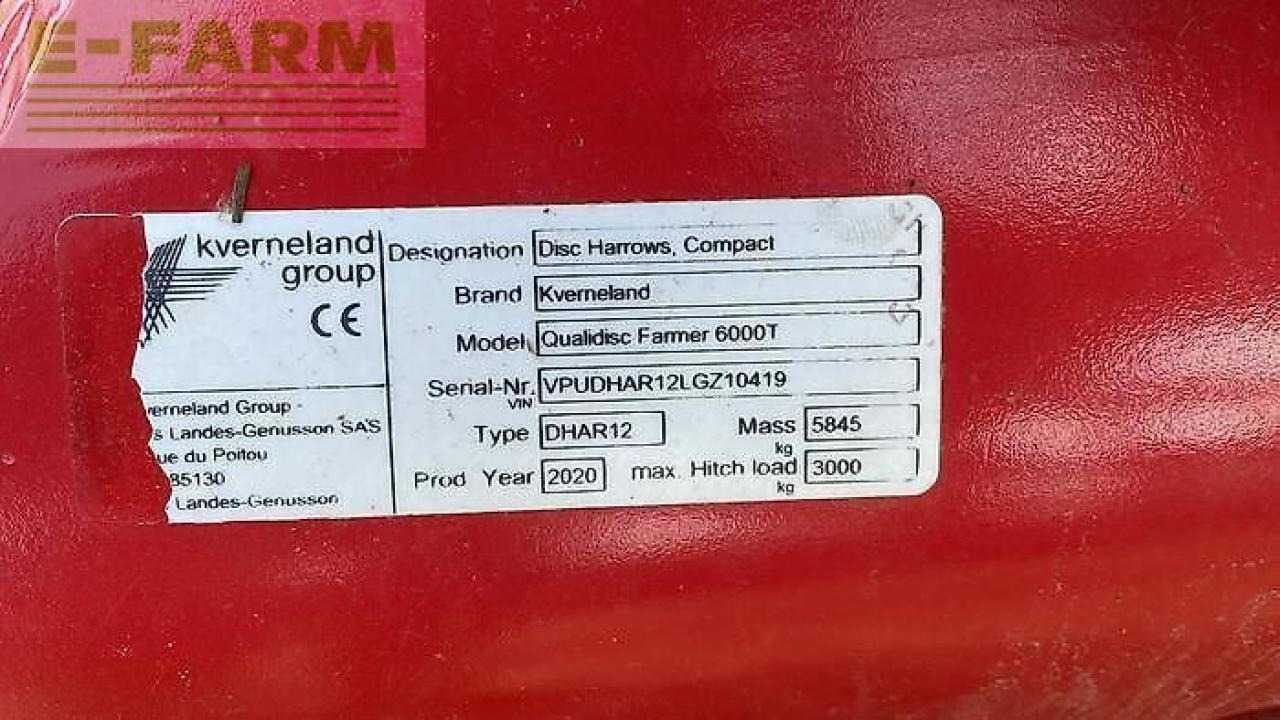 E-FARM
kverneland
group
CE
Designation Disc Harrows, Compact
Brand Kverneland
Model Qualidisc Farmer 6000T
Serial-Nr. VPUDHAR12LGZ10419
VIN
Type DHAR12 Mass 5845
kg
Prod Year 2020 max. Hitch load 3000
kg
verneland Group -
s Landes-Genusson SAS
ue du Poitou
85130
Landes-Genusson